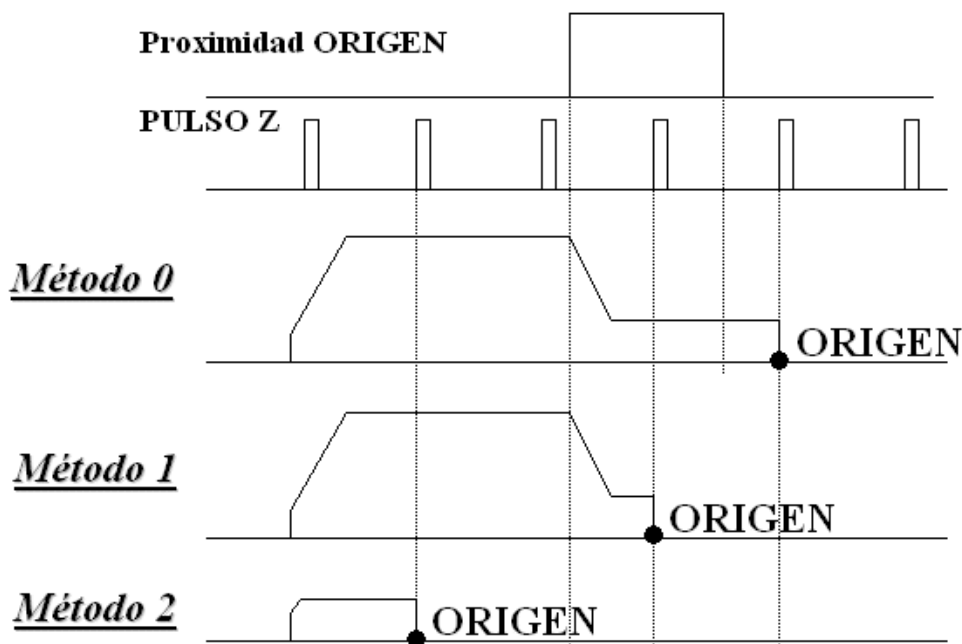 Proximidad ORIGEN
PULSO Z
Método 0
ORIGEN
Método 1
ORIGEN
Método 2
ORIGEN